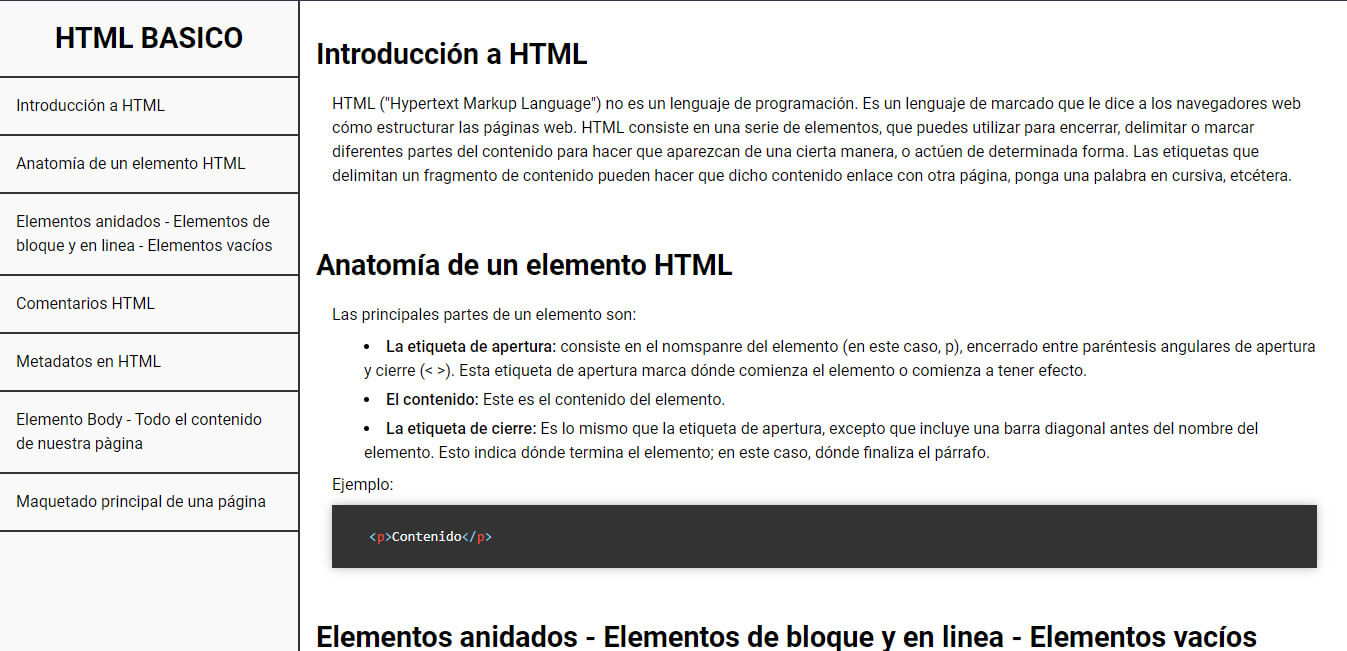 HTML BASICO
Introducción a HTML
Anatomía de un elemento HTML
Elementos anidados - Elementos de
bloque y en linea - Elementos vacíos
Comentarios HTML
Metadatos en HTML
Elemento Body - Todo el contenido
de nuestra pàgina
Maquetado principal de una página
Introducción a HTML
HTML ("Hypertext Markup Language") no es un lenguaje de programación. Es un lenguaje de marcado que le dice a los navegadores web
cómo estructurar las páginas web. HTML consiste en una serie de elementos, que puedes utilizar para encerrar, delimitar o marcar
diferentes partes del contenido para hacer que aparezcan de una cierta manera, o actúen de determinada forma. Las etiquetas que
delimitan un fragmento de contenido pueden hacer que dicho contenido enlace con otra página, ponga una palabra en cursiva, etcétera.
Anatomía de un elemento HTML
Las principales partes de un elemento son:
• La etiqueta de apertura: consiste en el nomspanre del elemento (en este caso, p), encerrado entre paréntesis angulares de apertura
y cierre (< >). Esta etiqueta de apertura marca dónde comienza el elemento o comienza a tener efecto.
• El contenido: Este es el contenido del elemento.
• La etiqueta de cierre: Es lo mismo que la etiqueta de apertura, excepto que incluye una barra diagonal antes del nombre del
elemento. Esto indica dónde termina el elemento; en este caso, dónde finaliza el párrafo.
Ejemplo:
<p>Contenido</p>
Elementos anidados - Elementos de bloque y en linea - Elementos vacíos